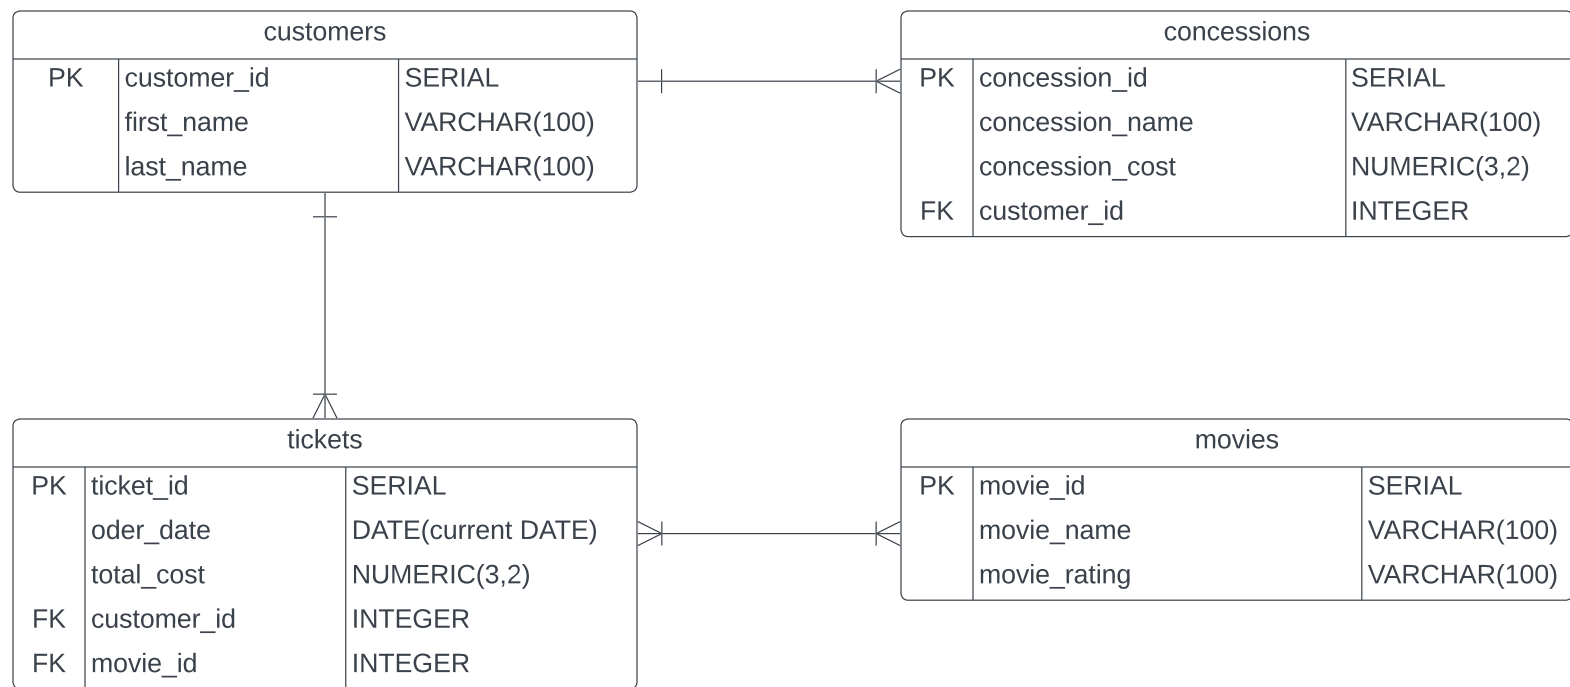 customers
PK customer_id SERIAL
first_name VARCHAR(100)
last_name VARCHAR(100)
concessions
PK concession_id SERIAL
concession_name VARCHAR(100)
concession_cost NUMERIC(3,2)
FK customer_id INTEGER
tickets
PK ticket_id SERIAL
oder_date DATE(current DATE)
total_cost NUMERIC(3,2)
FK customer_id INTEGER
FK movie_id INTEGER
movies
PK movie_id SERIAL
movie_name VARCHAR(100)
movie_rating VARCHAR(100)